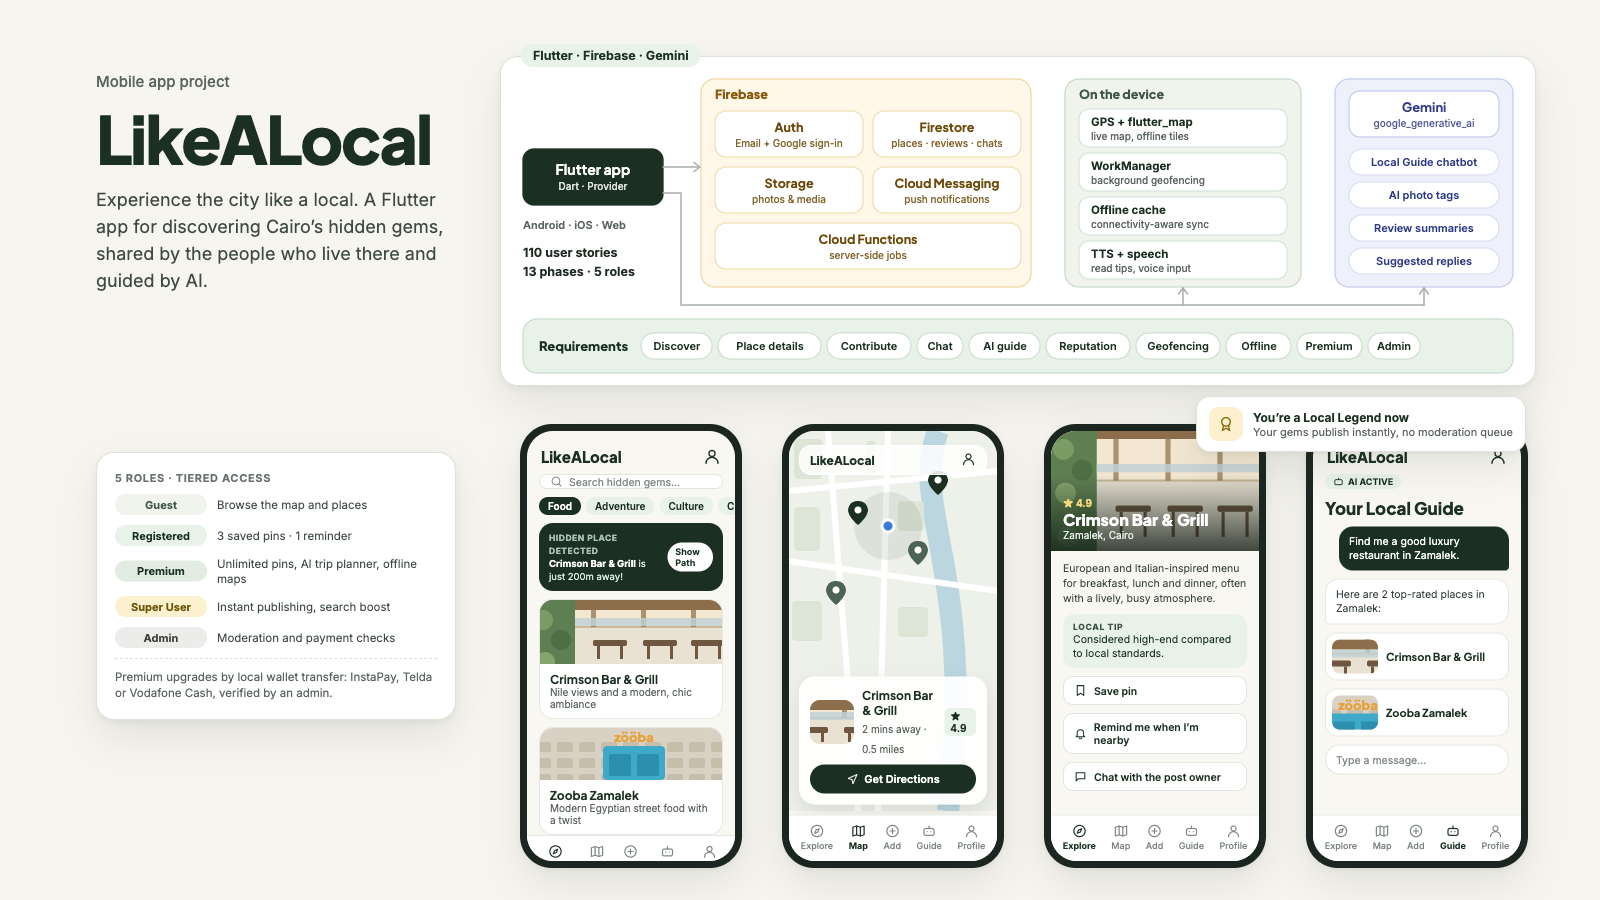 Mobile app project
LikeALocal
Experience the city like a local. A Flutter
app for discovering Cairo's hidden gems,
shared by the people who live there and
guided by AI.
Flutter · Firebase · Gemini
Flutter app
Dart · Provider
Android · iOS · Web
110 user stories
13 phases · 5 roles
Firebase
Auth
Email + Google sign-in
Firestore
places · reviews · chats
Storage
photos & media
Cloud Messaging
push notifications
Cloud Functions
server-side jobs
On the device
GPS + flutter_map
live map, offline tiles
WorkManager
background geofencing
Offline cache
connectivity-aware sync
TTS + speech
read tips, voice input
Gemini
google_generative_ai
Local Guide chatbot
AI photo tags
Review summaries
Suggested replies
Requirements Discover Place details Contribute Chat AI guide Reputation Geofencing Offline Premium Admin
5 ROLES · TIERED ACCESS
Guest Browse the map and places
Registered 3 saved pins · 1 reminder
Premium Unlimited pins, AI trip planner, offline
maps
Super User Instant publishing, search boost
Admin Moderation and payment checks
Premium upgrades by local wallet transfer: InstaPay, Telda
or Vodafone Cash, verified by an admin.
LikeALocal
Search hidden gems...
Food Adventure Culture C
HIDDEN PLACE
DETECTED
Crimson Bar & Grill is
just 200m away!
Show
Path
Crimson Bar & Grill
Nile views and a modern, chic
ambiance
zööba
Zooba Zamalek
Modern Egyptian street food with
a twist
LikeALocal
Crimson Bar
& Grill
2 mins away ·
0.5 miles
★
4.9
Get Directions
Explore Map Add Guide Profile
★ 4.9
Crimson Bar & Grill
Zamalek, Cairo
European and Italian-inspired menu
for breakfast, lunch and dinner, often
with a lively, busy atmosphere.
LOCAL TIP
Considered high-end compared
to local standards.
Save pin
Remind me when I'm
nearby
Chat with the post owner
Explore Map Add Guide Profile
You're a Local Legend now
Your gems publish instantly, no moderation queue
LikeALocal
AI ACTIVE
Your Local Guide
Find me a good luxury
restaurant in Zamalek.
Here are 2 top-rated places in
Zamalek:
Crimson Bar & Grill
zööba
Zooba Zamalek
Type a message...
Explore Map Add Guide Profile